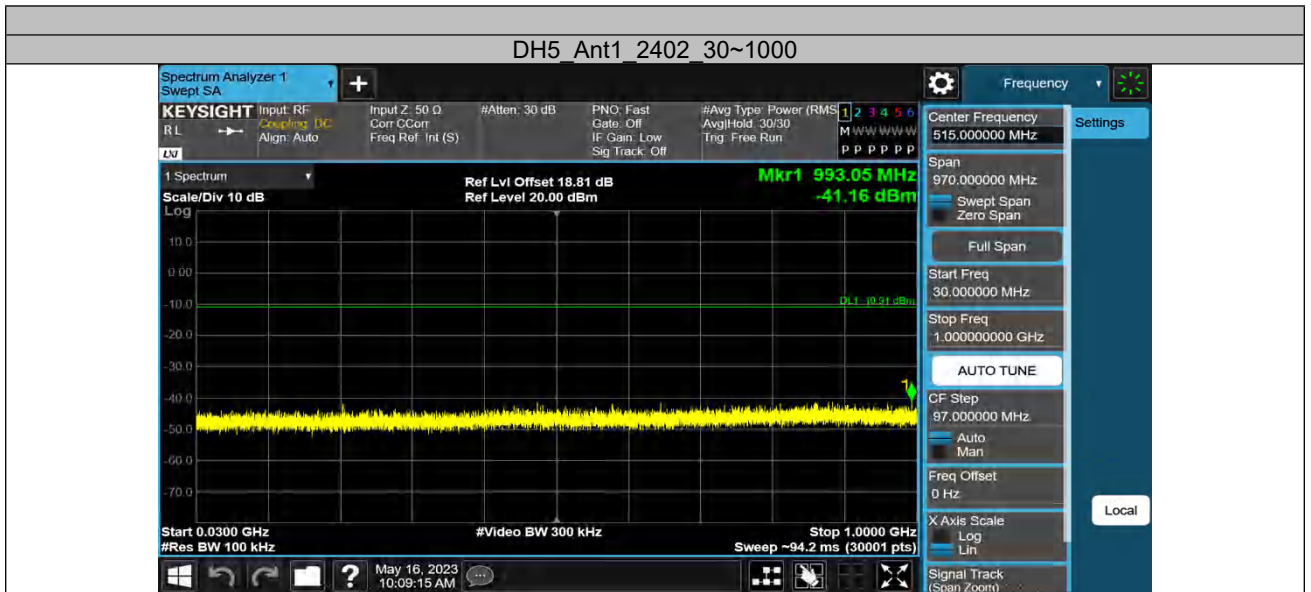 DH5_Ant1_2402_30~1000
Spectrum Analyzer 1
Swept SA
+
Frequency
KEYSIGHT
Input: RF
Coupling: DC
Align: Auto
RL
LXI
Input Z: 50 Ω
Corr CCorr
Freq Ref: Int (S)
#Atten: 30 dB
PNO: Fast
Gate: Off
IF Gain: Low
Sig Track: Off
#Avg Type: Power (RMS
Avg|Hold: 30/30
Trig: Free Run
1 2 3 4 5 6
M W W W W W
P P P P P P
Center Frequency
515.000000 MHz
Settings
1 Spectrum
Scale/Div 10 dB
Ref Lvl Offset 18.81 dB
Ref Level 20.00 dBm
Mkr1 993.05 MHz
-41.16 dBm
Span
970.000000 MHz
Swept Span
Zero Span
Full Span
Start Freq
30.000000 MHz
Stop Freq
1.000000000 GHz
AUTO TUNE
CF Step
97.000000 MHz
Auto
Man
Freq Offset
0 Hz
X Axis Scale
Log
Lin
Signal Track
(Span Zoom)
Local
Log
10.0
0.00
-10.0
DL1 -10.91 dBm
-20.0
-30.0
1
-40.0
-50.0
-60.0
-70.0
Start 0.0300 GHz
#Video BW 300 kHz
Stop 1.0000 GHz
#Res BW 100 kHz
Sweep ~94.2 ms (30001 pts)
?
May 16, 2023
10:09:15 AM